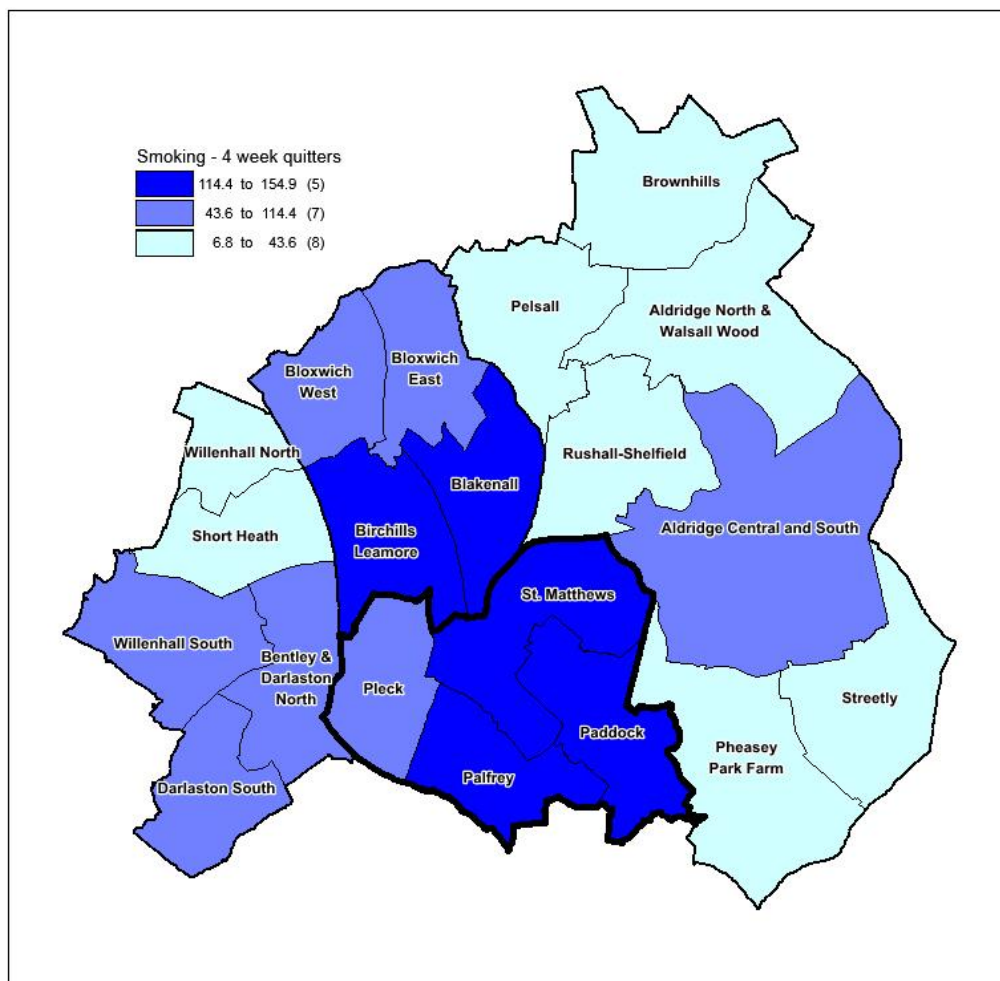 Smoking - 4 week quitters
114.4 to 154.9 (5)
43.6 to 114.4 (7)
6.8 to 43.6 (8)
Brownhills
Pelsall
Aldridge North &
Walsall Wood
Bloxwich
West
Bloxwich
East
Willenhall North
Rushall-Shelfield
Blakenall
Short Heath
Birchills
Leamore
Aldridge Central and South
St. Matthews
Willenhall South
Bentley &
Darlaston
North
Pleck
Streetly
Paddock
Pheasey
Park Farm
Palfrey
Darlaston South